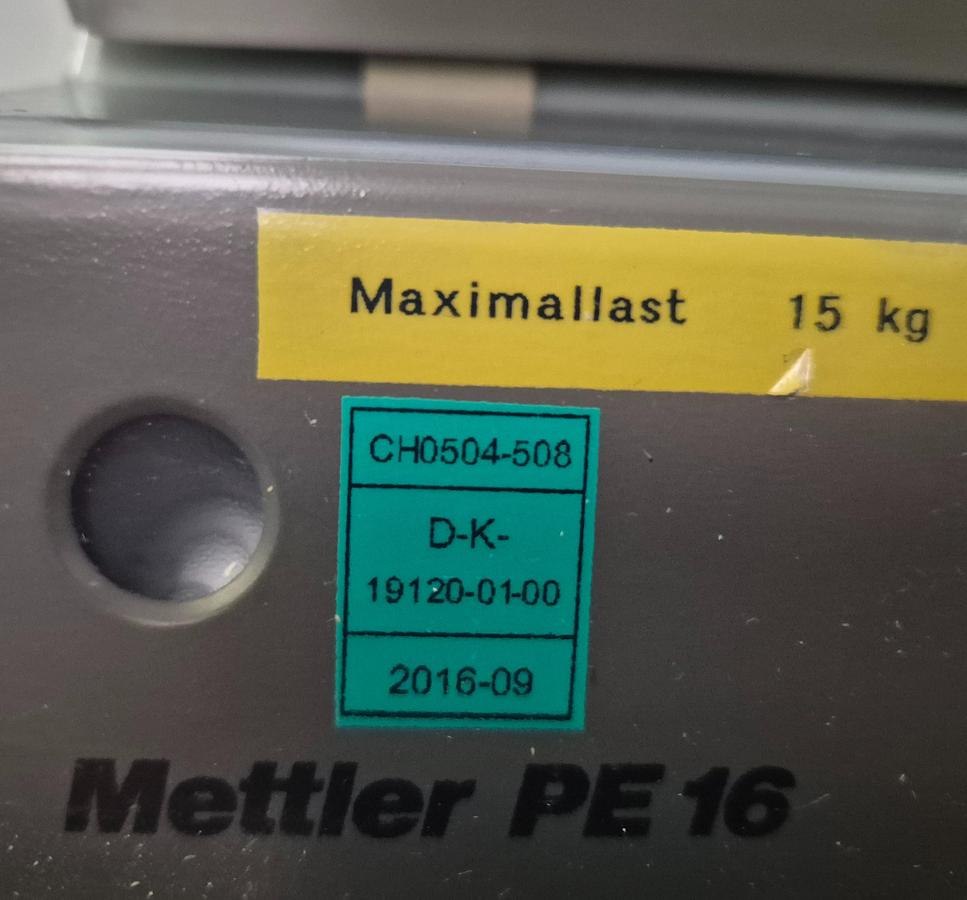 Maximallast 15 kg
CH0504-508
D-K-
19120-01-00
2016-09
Mettler PE 16